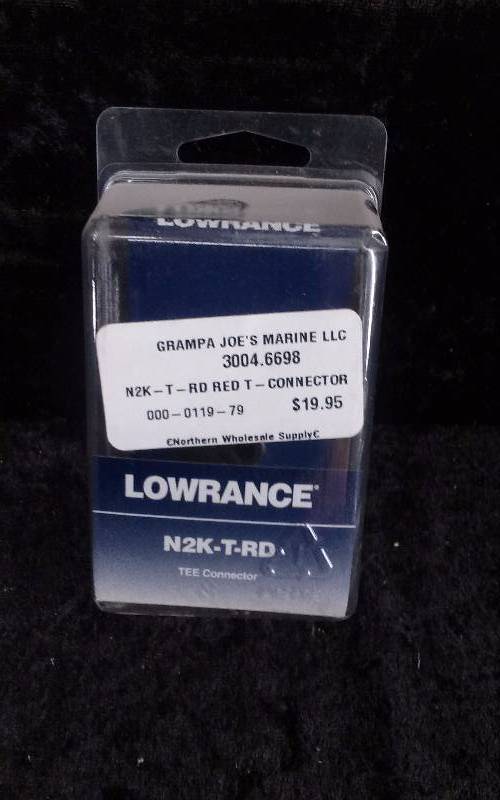 LOWRANCE
GRAMPA JOE'S MARINE LLC
3004.6698
N2K-T-RD RED T-CONNECTOR
000-0119-79 $19.95
€Northern Wholesale Supply€
LOWRANCE®
N2K-T-RD
TEE Connector